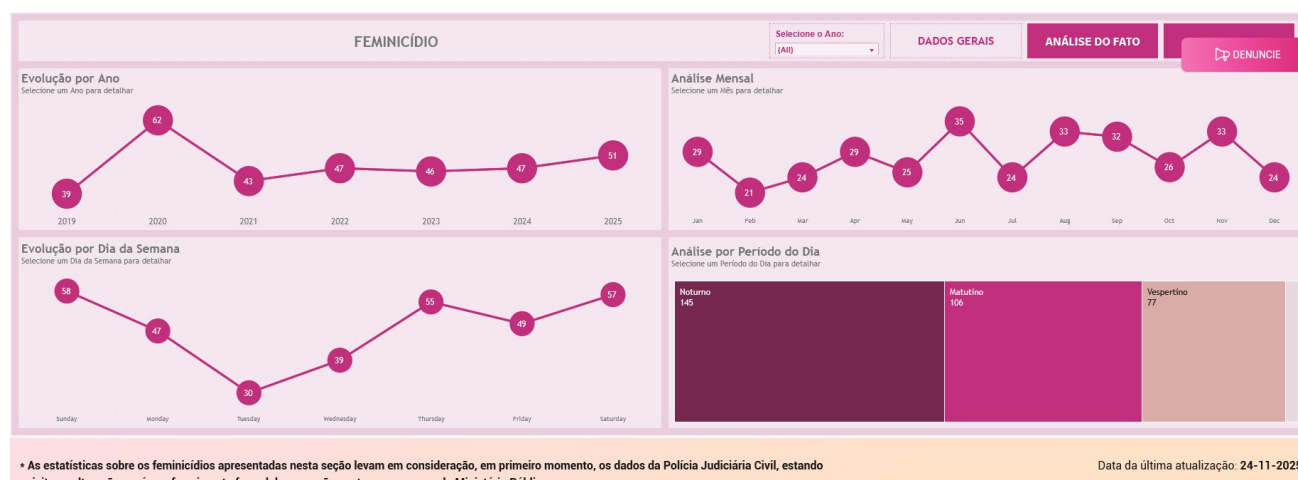 FEMINICÍDIO
Selecione o Ano:
(All)
DADOS GERAIS
ANÁLISE DO FATO
DENUNCIE
Evolução por Ano
Selecione um Ano para detalhar
39
62
43
47
46
47
51
2019 2020 2021 2022 2023 2024 2025
Análise Mensal
Selecione um Mês para detalhar
29
21
24
29
25
35
24
33
32
26
33
24
Jan Feb Mar Apr May Jun Jul Aug Sep Oct Nov Dec
Evolução por Dia da Semana
Selecione um Dia da Semana para detalhar
58
47
30
39
55
49
57
Sunday Monday Tuesday Wednesday Thursday Friday Saturday
Análise por Período do Dia
Selecione um Período do Dia para detalhar
Noturno
145
Matutino
106
Vespertino
77
* As estatísticas sobre os feminicídios apresentadas nesta seção levam em consideração, em primeiro momento, os dados da Polícia Judiciária Civil, estando
Data da última atualização: 24-11-2025